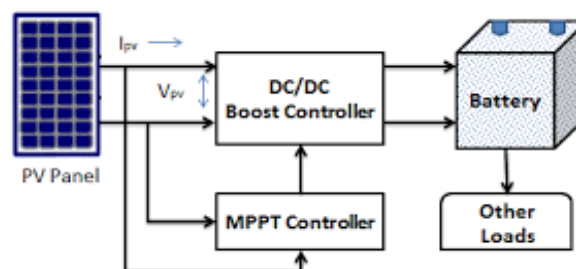 Ipv
Vpv
DC/DC
Boost Controller
Battery
PV Panel
MPPT Controller
Other
Loads